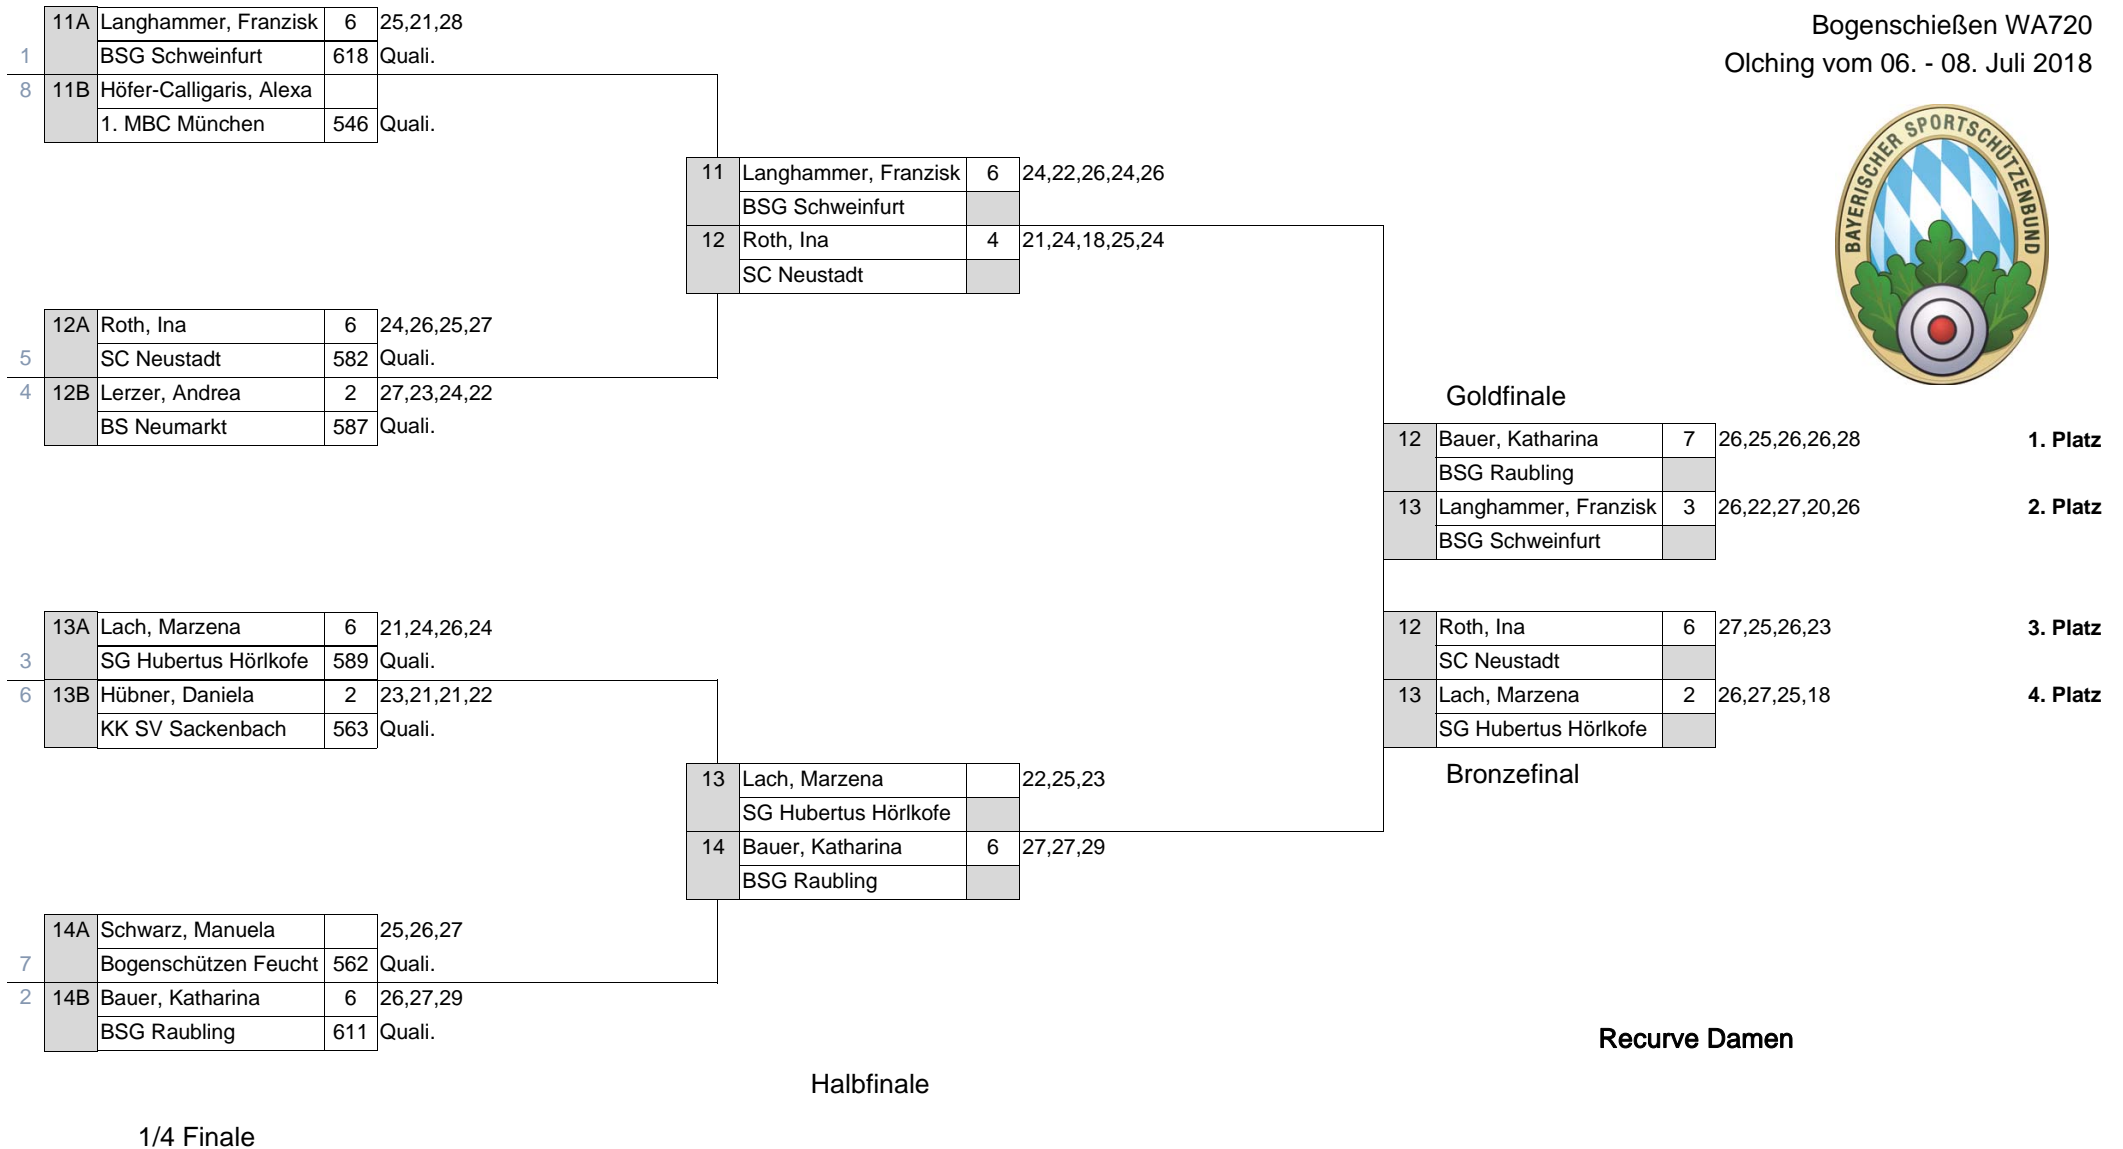 Bogenschießen WA720
Olching vom 06. - 08. Juli 2018
BAYERISCHER SPORTSCHÜTZENBUND
11A Langhammer, Franzisk 6 25,21,28
1 BSG Schweinfurt 618 Quali.
8 11B Höfer-Calligaris, Alexa
1. MBC München 546 Quali.
12A Roth, Ina 6 24,26,25,27
5 SC Neustadt 582 Quali.
4 12B Lerzer, Andrea 2 27,23,24,22
BS Neumarkt 587 Quali.
13A Lach, Marzena 6 21,24,26,24
3 SG Hubertus Hörlkofe 589 Quali.
6 13B Hübner, Daniela 2 23,21,21,22
KK SV Sackenbach 563 Quali.
14A Schwarz, Manuela 25,26,27
7 Bogenschützen Feucht 562 Quali.
2 14B Bauer, Katharina 6 26,27,29
BSG Raubling 611 Quali.
1/4 Finale
11 Langhammer, Franzisk 6 24,22,26,24,26
BSG Schweinfurt
12 Roth, Ina 4 21,24,18,25,24
SC Neustadt
13 Lach, Marzena 22,25,23
SG Hubertus Hörlkofe
14 Bauer, Katharina 6 27,27,29
BSG Raubling
Halbfinale
Goldfinale
12 Bauer, Katharina 7 26,25,26,26,28 1. Platz
BSG Raubling
13 Langhammer, Franzisk 3 26,22,27,20,26 2. Platz
BSG Schweinfurt
12 Roth, Ina 6 27,25,26,23 3. Platz
SC Neustadt
13 Lach, Marzena 2 26,27,25,18 4. Platz
SG Hubertus Hörlkofe
Bronzefinal
Recurve Damen